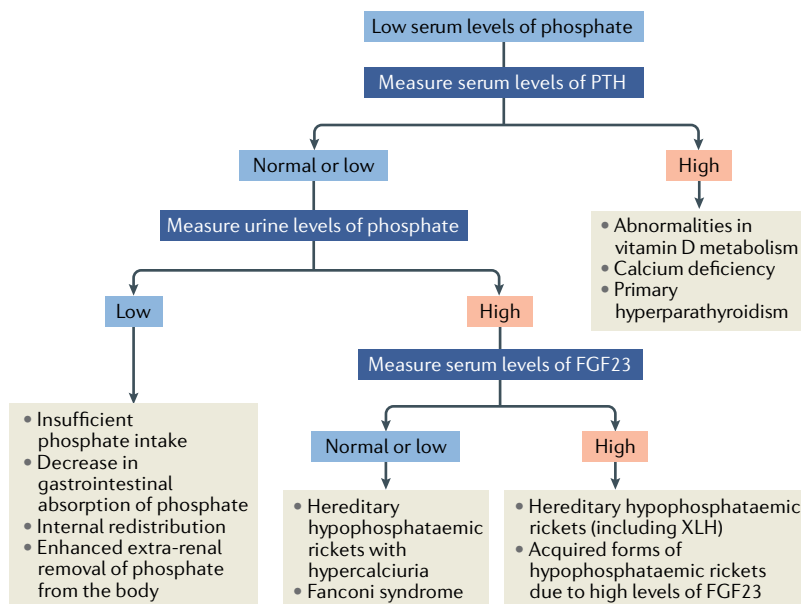 Low serum levels of phosphate
Measure serum levels of PTH
Normal or low
High
Measure urine levels of phosphate
• Abnormalities in
vitamin D metabolism
• Calcium deficiency
• Primary
hyperparathyroidism
Low
High
Measure serum levels of FGF23
• Insufficient
phosphate intake
• Decrease in
gastrointestinal
absorption of phosphate
• Internal redistribution
• Enhanced extra-renal
removal of phosphate
from the body
Normal or low
High
• Hereditary
hypophosphataemic
rickets with
hypercalciuria
• Fanconi syndrome
• Hereditary hypophosphataemic
rickets (including XLH)
• Acquired forms of
hypophosphataemic rickets
due to high levels of FGF23